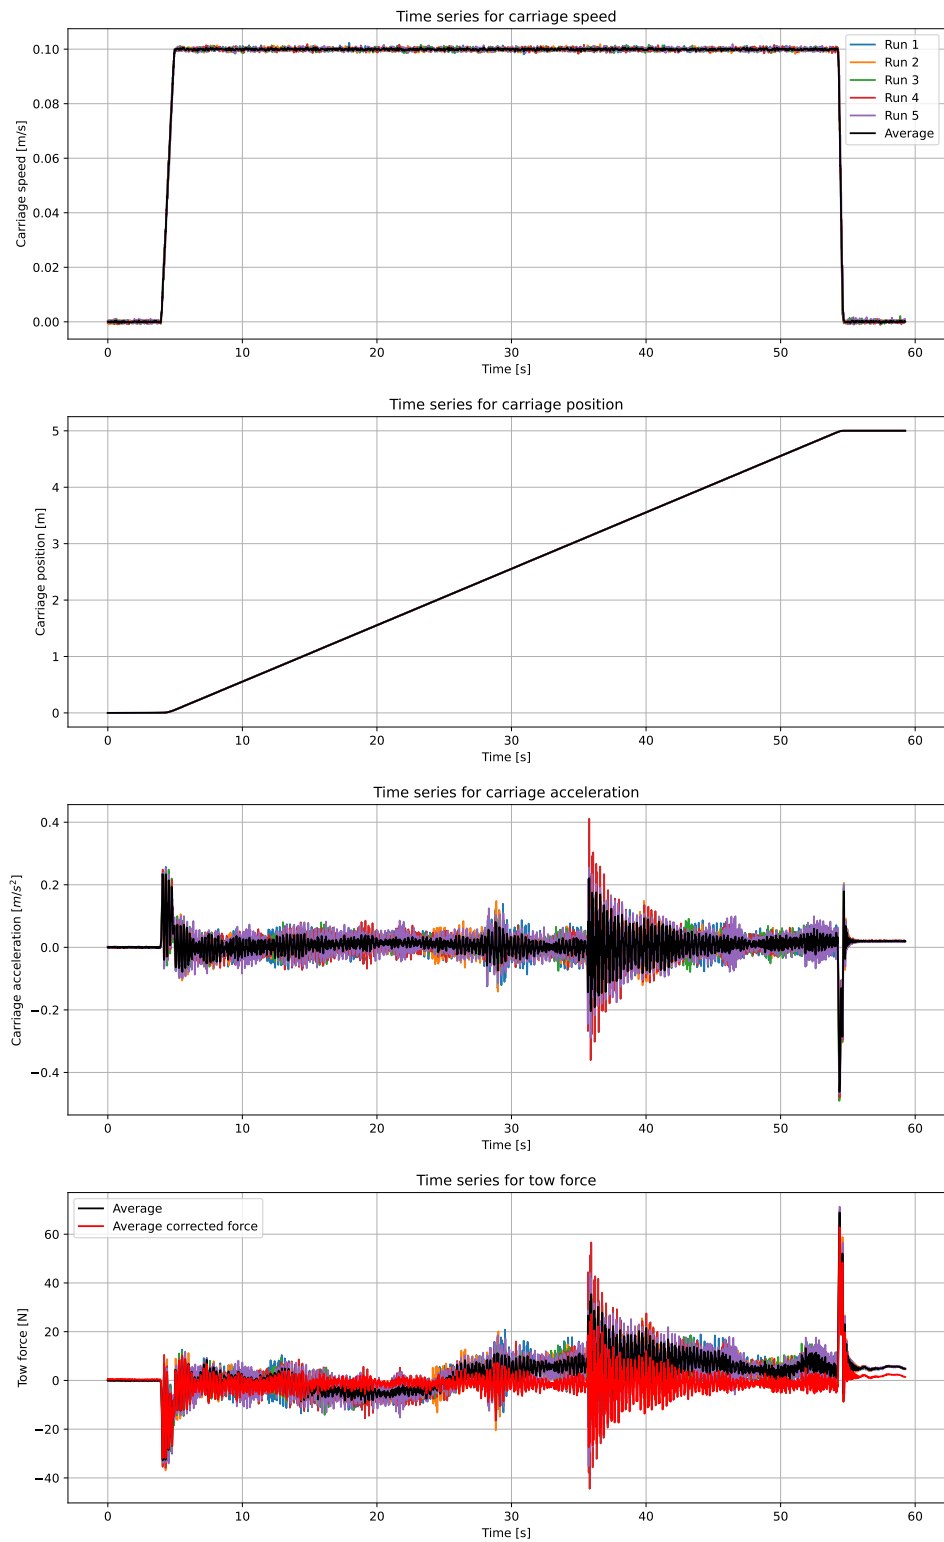 Time series for carriage speed
Carriage speed [m/s]
0.10
0.08
0.06
0.04
0.02
0.00
Run 1
Run 2
Run 3
Run 4
Run 5
Average
0 10 20 30 40 50 60
Time [s]
Time series for carriage position
Carriage position [m]
5
4
3
2
1
0
0 10 20 30 40 50 60
Time [s]
Time series for carriage acceleration
Carriage acceleration [m/s²]
0.4
0.2
0.0
−0.2
−0.4
0 10 20 30 40 50 60
Time [s]
Time series for tow force
Tow force [N]
Average
Average corrected force
60
40
20
0
−20
−40
0 10 20 30 40 50 60
Time [s]